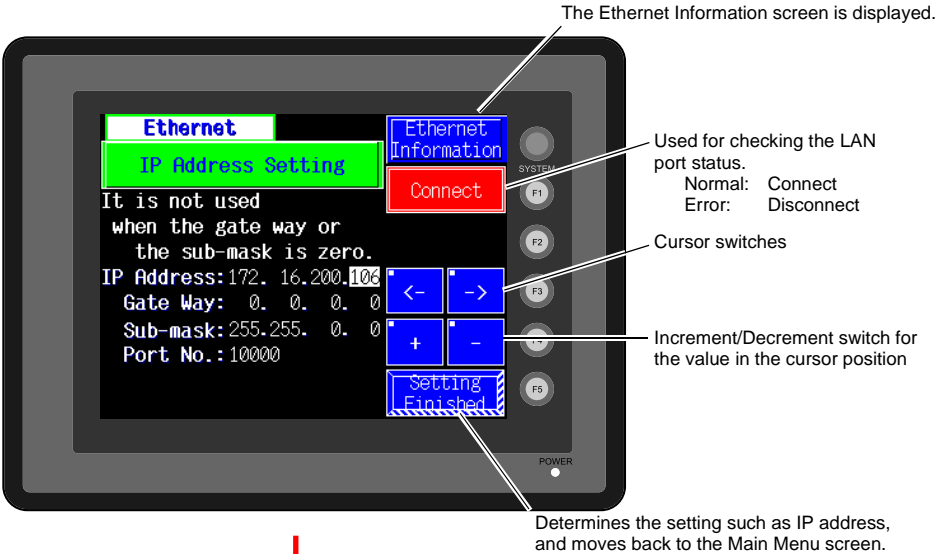 The Ethernet Information screen is displayed.
Ethernet
IP Address Setting
Ethernet
Information
Connect
It is not used
when the gate way or
the sub-mask is zero.
IP Address:172. 16.200.106
Gate Way: 0. 0. 0. 0
Sub-mask:255.255. 0. 0
Port No.:10000
<- ->
+ -
Setting
Finished
SYSTEM
F1
F2
F3
F4
F5
POWER
Used for checking the LAN
port status.
Normal: Connect
Error: Disconnect
Cursor switches
Increment/Decrement switch for
the value in the cursor position
Determines the setting such as IP address,
and moves back to the Main Menu screen.